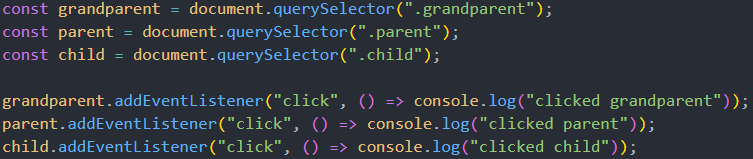 const grandparent = document.querySelector(".grandparent");
const parent = document.querySelector(".parent");
const child = document.querySelector(".child");
grandparent.addEventListener("click", () => console.log("clicked grandparent"));
parent.addEventListener("click", () => console.log("clicked parent"));
child.addEventListener("click", () => console.log("clicked child"));